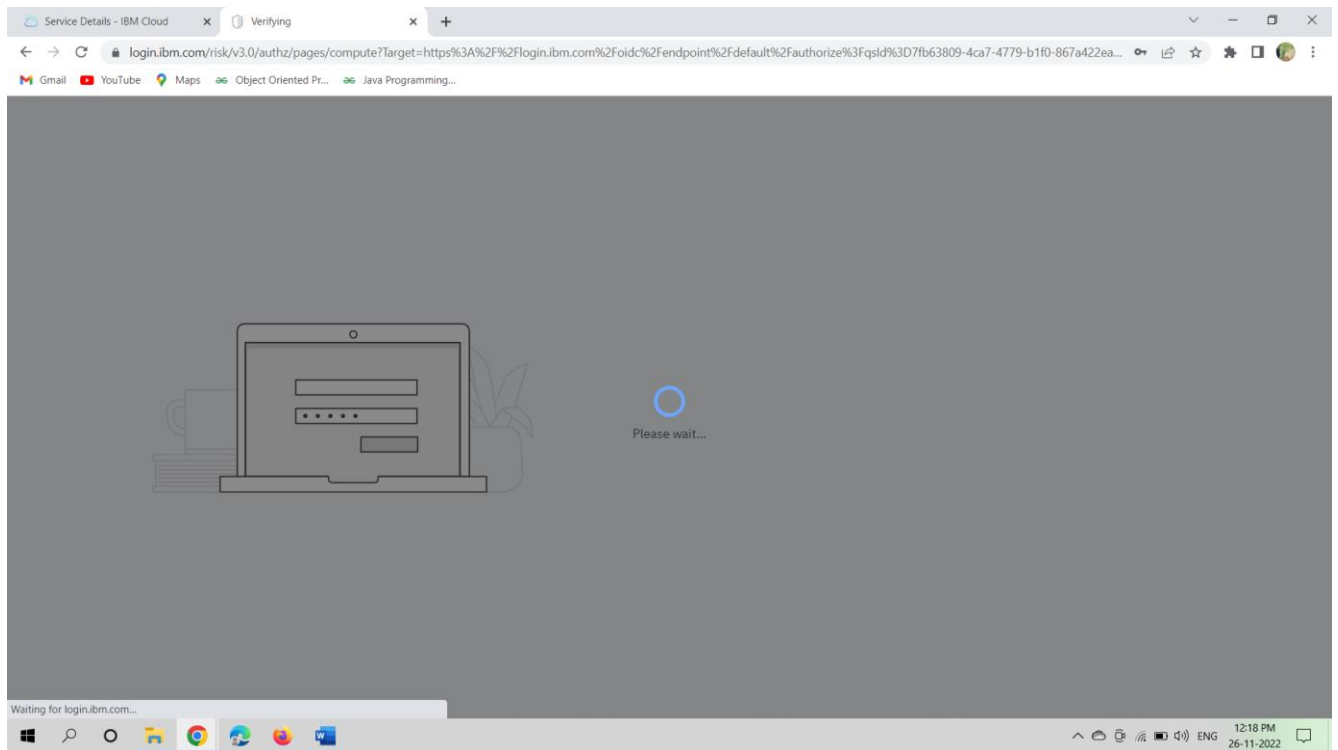 Service Details - IBM Cloud
Verifying
login.ibm.com/risk/v3.0/authz/pages/compute?Target=https%3A%2F%2Flogin.ibm.com%2Foidc%2Fendpoint%2Fdefault%2Fauthorize%3FqsId%3D7fb63809-4ca7-4779-b1f0-867a422ea...
Gmail YouTube Maps Object Oriented Pr... Java Programming...
Please wait...
Waiting for login.ibm.com...
ENG
12:18 PM
26-11-2022